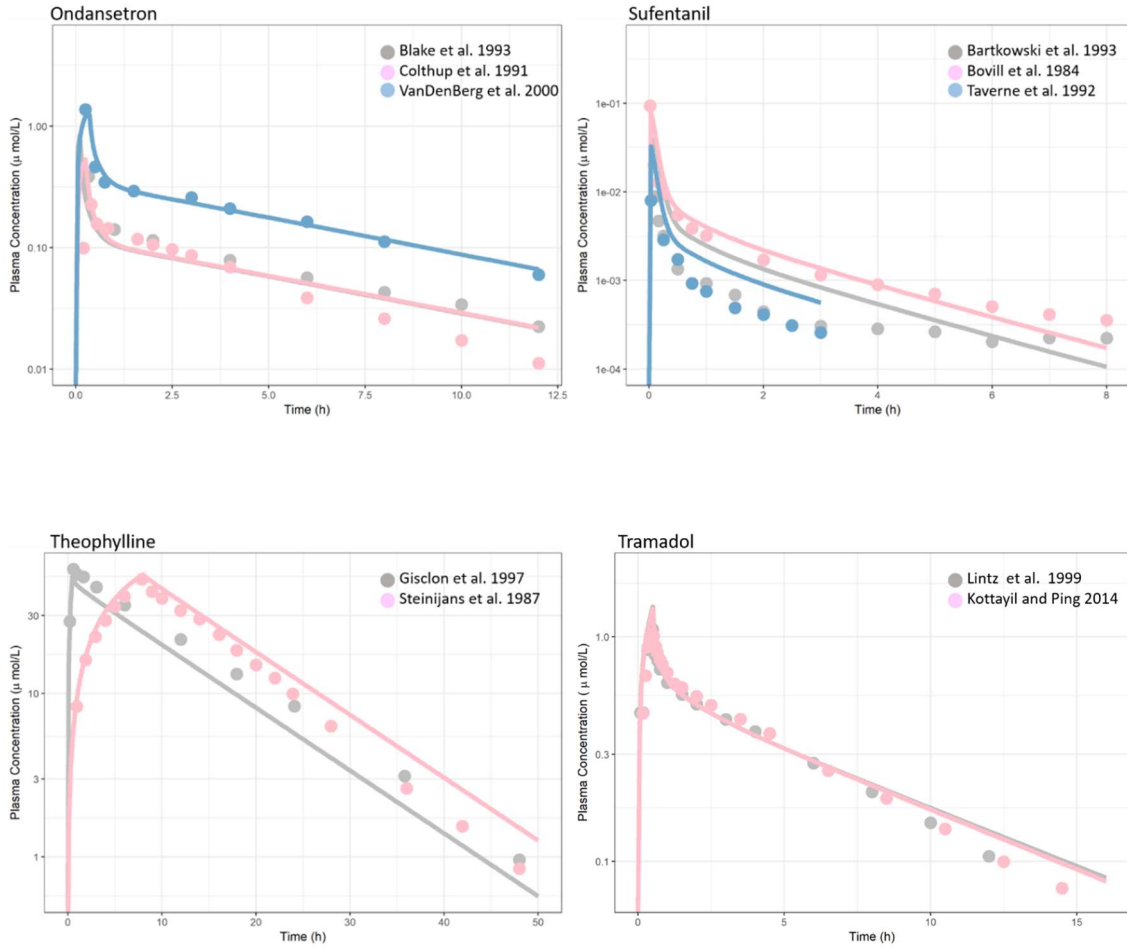 Ondansetron
Blake et al. 1993
Colthup et al. 1991
VanDenBerg et al. 2000
Plasma Concentration (μ mol/L)
1.00
0.10
0.01
0.0
2.5
5.0
7.5
10.0
12.5
Time (h)
Sufentanil
Bartkowski et al. 1993
Bovill et al. 1984
Taverne et al. 1992
Plasma Concentration (μ mol/L)
1e-01
1e-02
1e-03
1e-04
0
2
4
6
8
Time (h)
Theophylline
Gisclon et al. 1997
Steinijans et al. 1987
Plasma Concentration (μ mol/L)
30
10
3
1
0
10
20
30
40
50
Time (h)
Tramadol
Lintz et al. 1999
Kottayil and Ping 2014
Plasma Concentration (μ mol/L)
1.0
0.3
0.1
0
5
10
15
Time (h)